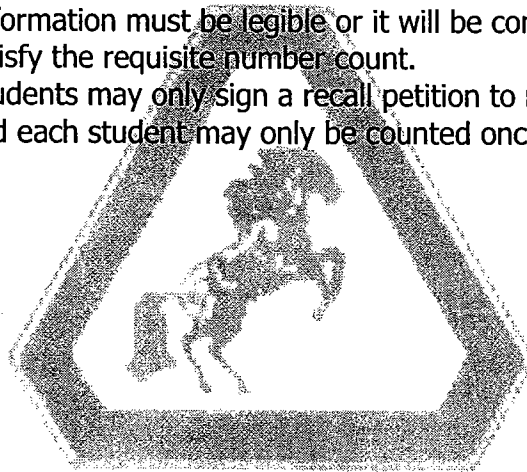 formation must be legible or it will be con
isfy the requisite number count.
udents may only sign a recall petition to
d each student may only be counted onc